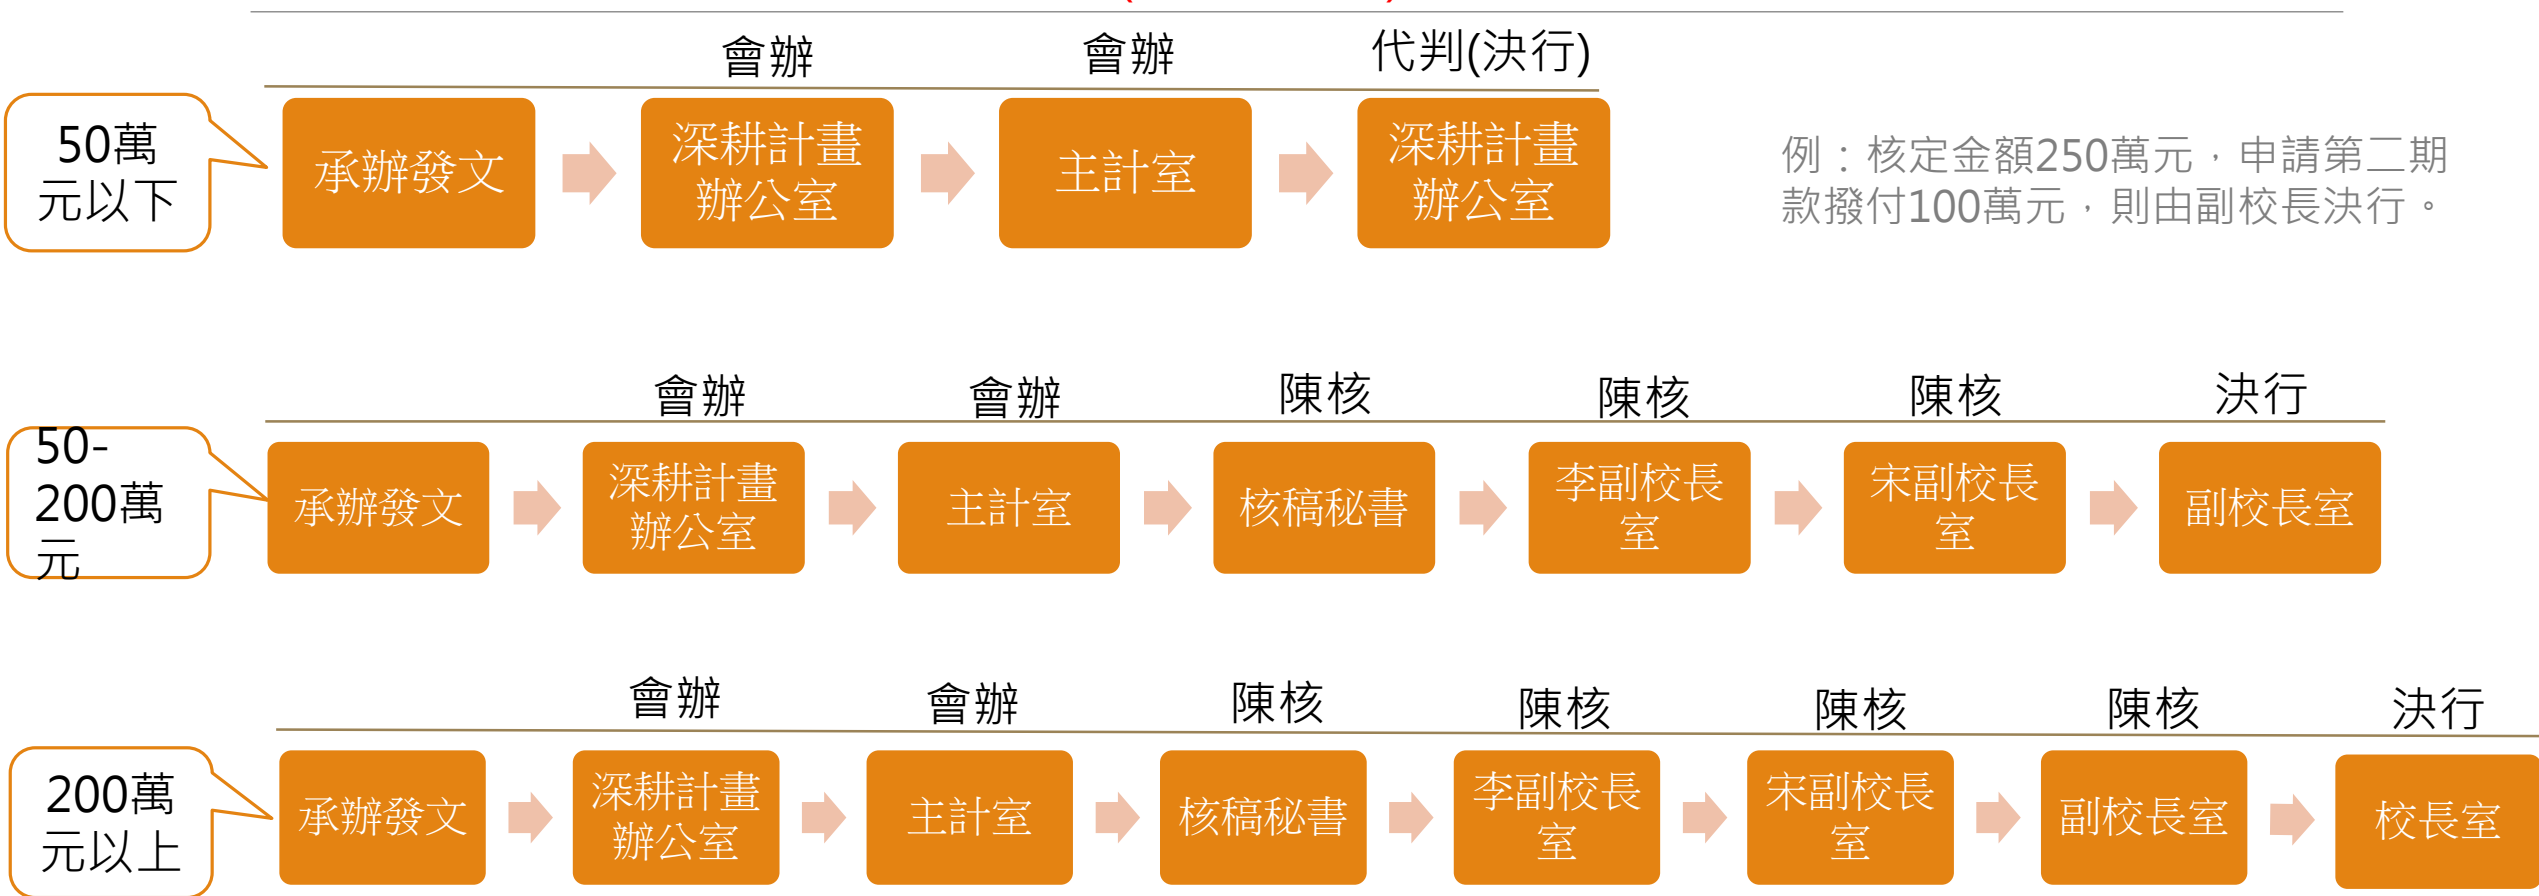 會辦 會辦 代判(決行)
50萬
元以下
承辦發文
深耕計畫
辦公室
主計室
深耕計畫
辦公室
例：核定金額250萬元，申請第二期
款撥付100萬元，則由副校長決行。
會辦 會辦 陳核 陳核 陳核 決行
50-
200萬
元
承辦發文
深耕計畫
辦公室
主計室
核稿秘書
李副校長
室
宋副校長
室
副校長室
會辦 會辦 陳核 陳核 陳核 陳核 決行
200萬
元以上
承辦發文
深耕計畫
辦公室
主計室
核稿秘書
李副校長
室
宋副校長
室
副校長室
校長室